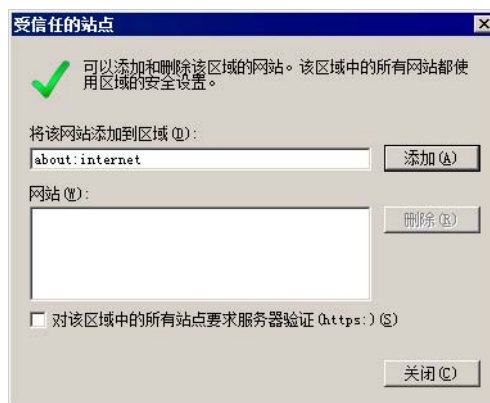 受信任的站点
可以添加和删除该区域的网站。该区域中的所有网站都使
用区域的安全设置。
将该网站添加到区域(D):
about:internet
添加(A)
网站(W):
删除(R)
对该区域中的所有站点要求服务器验证(https:)(S)
关闭(C)